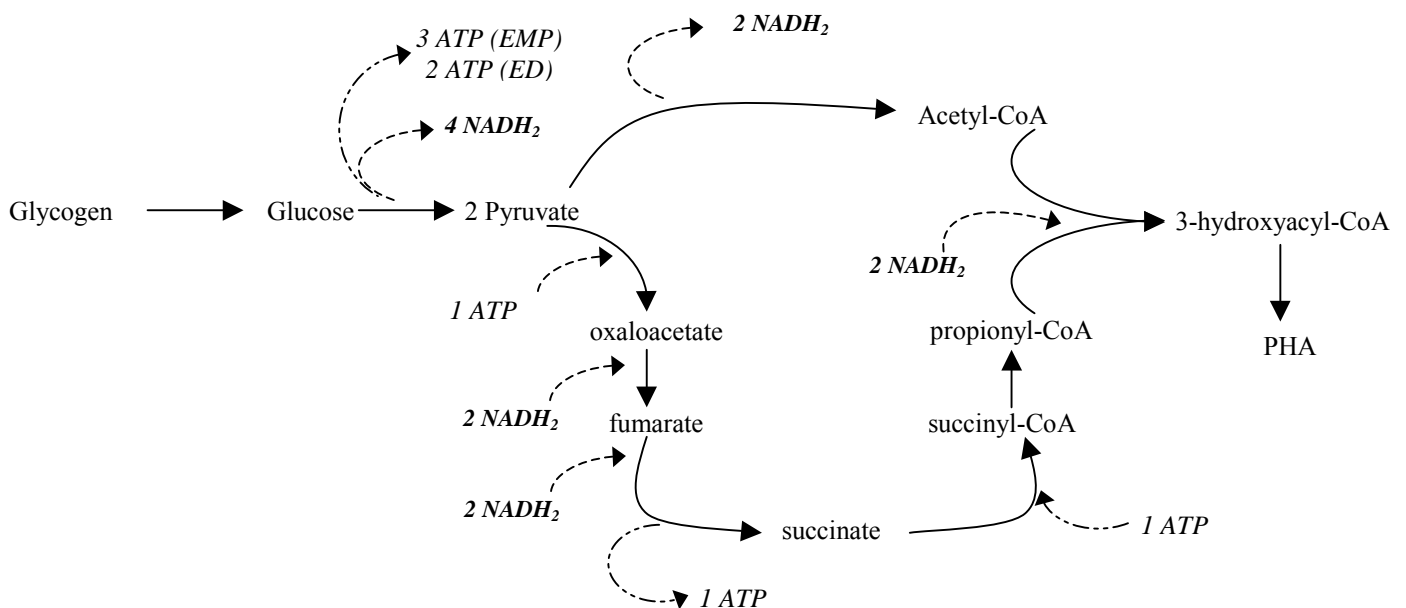 2 NADH₂
3 ATP (EMP)
2 ATP (ED)
4 NADH₂
Acetyl-CoA
Glycogen
Glucose
2 Pyruvate
3-hydroxyacyl-CoA
2 NADH₂
1 ATP
oxaloacetate
propionyl-CoA
PHA
2 NADH₂
fumarate
succinyl-CoA
2 NADH₂
succinate
1 ATP
1 ATP